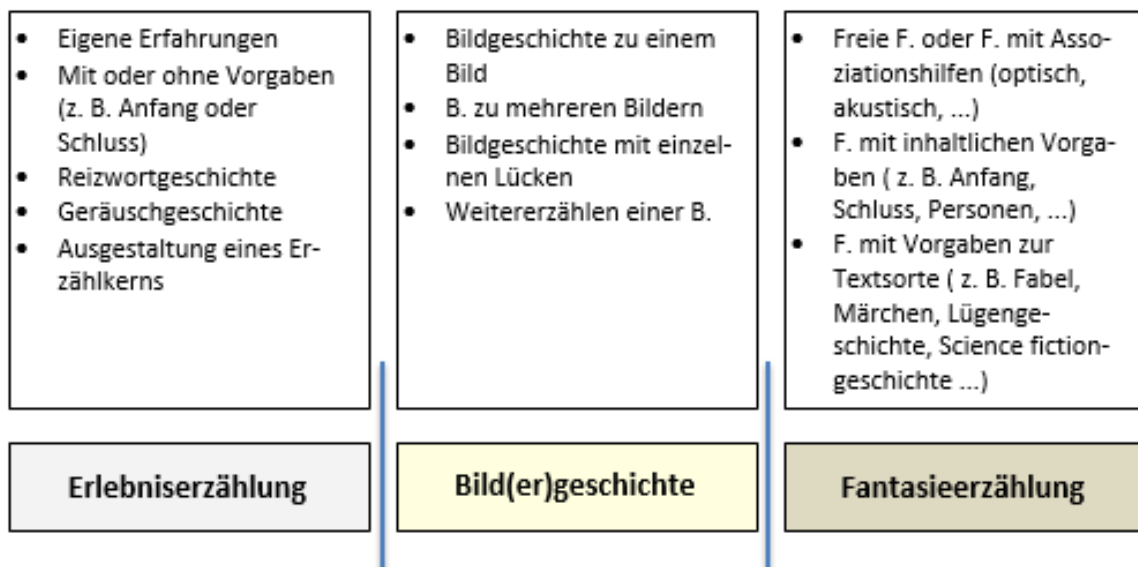 • Eigene Erfahrungen
• Mit oder ohne Vorgaben
(z. B. Anfang oder
Schluss)
• Reizwortgeschichte
• Geräuschgeschichte
• Ausgestaltung eines Er-
zählkerns
• Bildgeschichte zu einem
Bild
• B. zu mehreren Bildern
• Bildgeschichte mit einzel-
nen Lücken
• Weitererzählen einer B.
• Freie F. oder F. mit Asso-
ziationshilfen (optisch,
akustisch, ...)
• F. mit inhaltlichen Vorga-
ben ( z. B. Anfang,
Schluss, Personen, ...)
• F. mit Vorgaben zur
Textsorte ( z. B. Fabel,
Märchen, Lügenge-
schichte, Science fiction-
geschichte ...)
Erlebniserzählung
Bild(er)geschichte
Fantasieerzählung